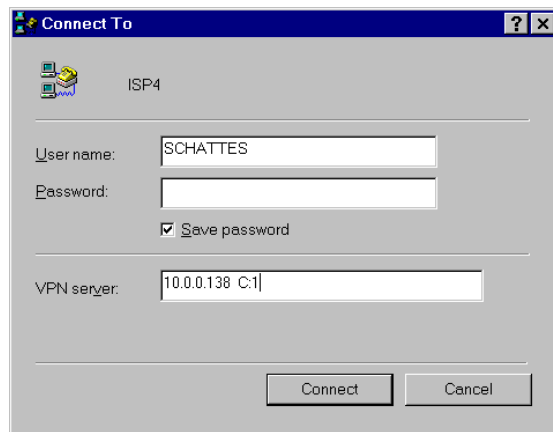 Connect To
ISP4
User name: SCHATTES
Password:
Save password
VPN server: 10.0.0.138 C:1
Connect Cancel